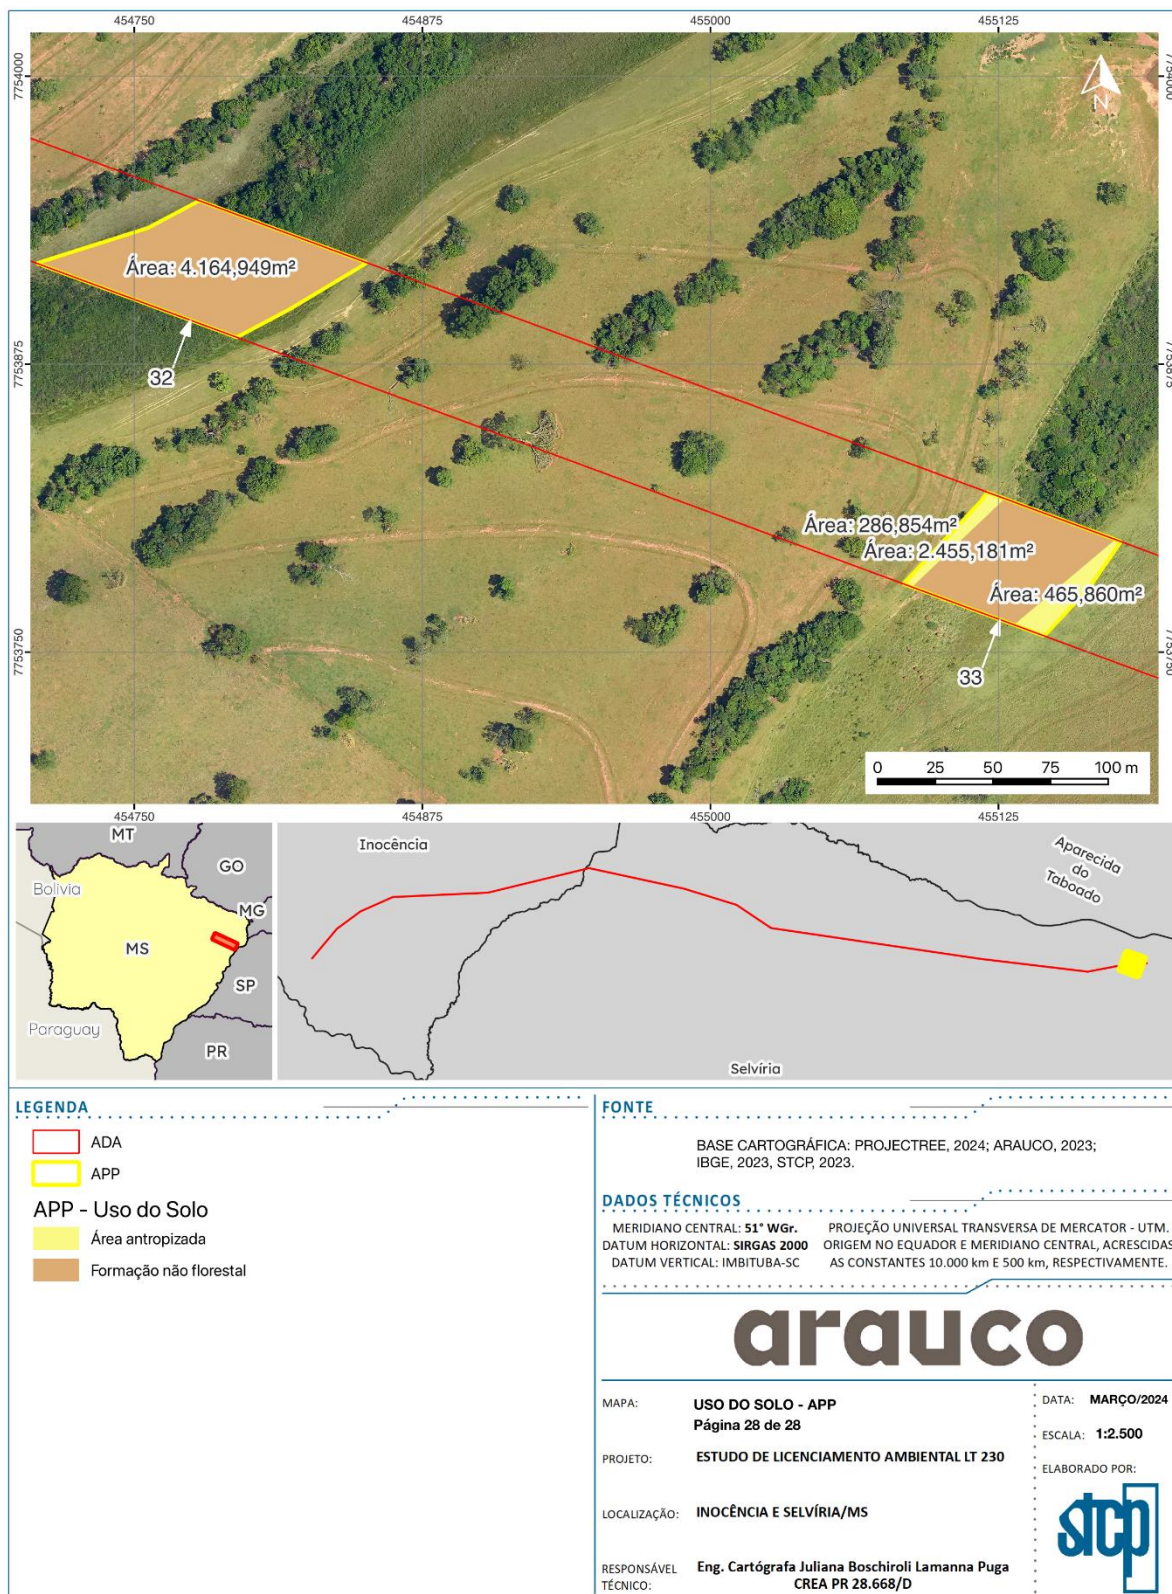 454750 454875 455000 455125
7754000 7754000
N
Área: 4.164,949m²
32
7753875 7753875
Área: 286,854m²
Área: 2.455,181m²
Área: 465,860m²
33
7753750 7753750
0 25 50 75 100 m
454750 454875 455000 455125
MT
GO
Bolivia
MG
MS
SP
Paraguay
PR
Inocência
Aparecida
do
Taboado
Selvíria
LEGENDA
ADA
APP
APP - Uso do Solo
Área antropizada
Formação não florestal
FONTE
BASE CARTOGRÁFICA: PROJECTREE, 2024; ARAUCO, 2023;
IBGE, 2023, STCP, 2023.
DADOS TÉCNICOS
MERIDIANO CENTRAL: 51° WGr.
DATUM HORIZONTAL: SIRGAS 2000
DATUM VERTICAL: IMBITUBA-SC
PROJEÇÃO UNIVERSAL TRANSVERSA DE MERCATOR - UTM.
ORIGEM NO EQUADOR E MERIDIANO CENTRAL, ACRESCIDAS
AS CONSTANTES 10.000 km E 500 km, RESPECTIVAMENTE.
arauco
MAPA: USO DO SOLO - APP
Página 28 de 28
PROJETO: ESTUDO DE LICENCIAMENTO AMBIENTAL LT 230
LOCALIZAÇÃO: INOCÊNCIA E SELVÍRIA/MS
RESPONSÁVEL TÉCNICO: Eng. Cartógrafa Juliana Boschiroli Lamanna Puga
CREA PR 28.668/D
DATA: MARÇO/2024
ESCALA: 1:2.500
ELABORADO POR:
stcp